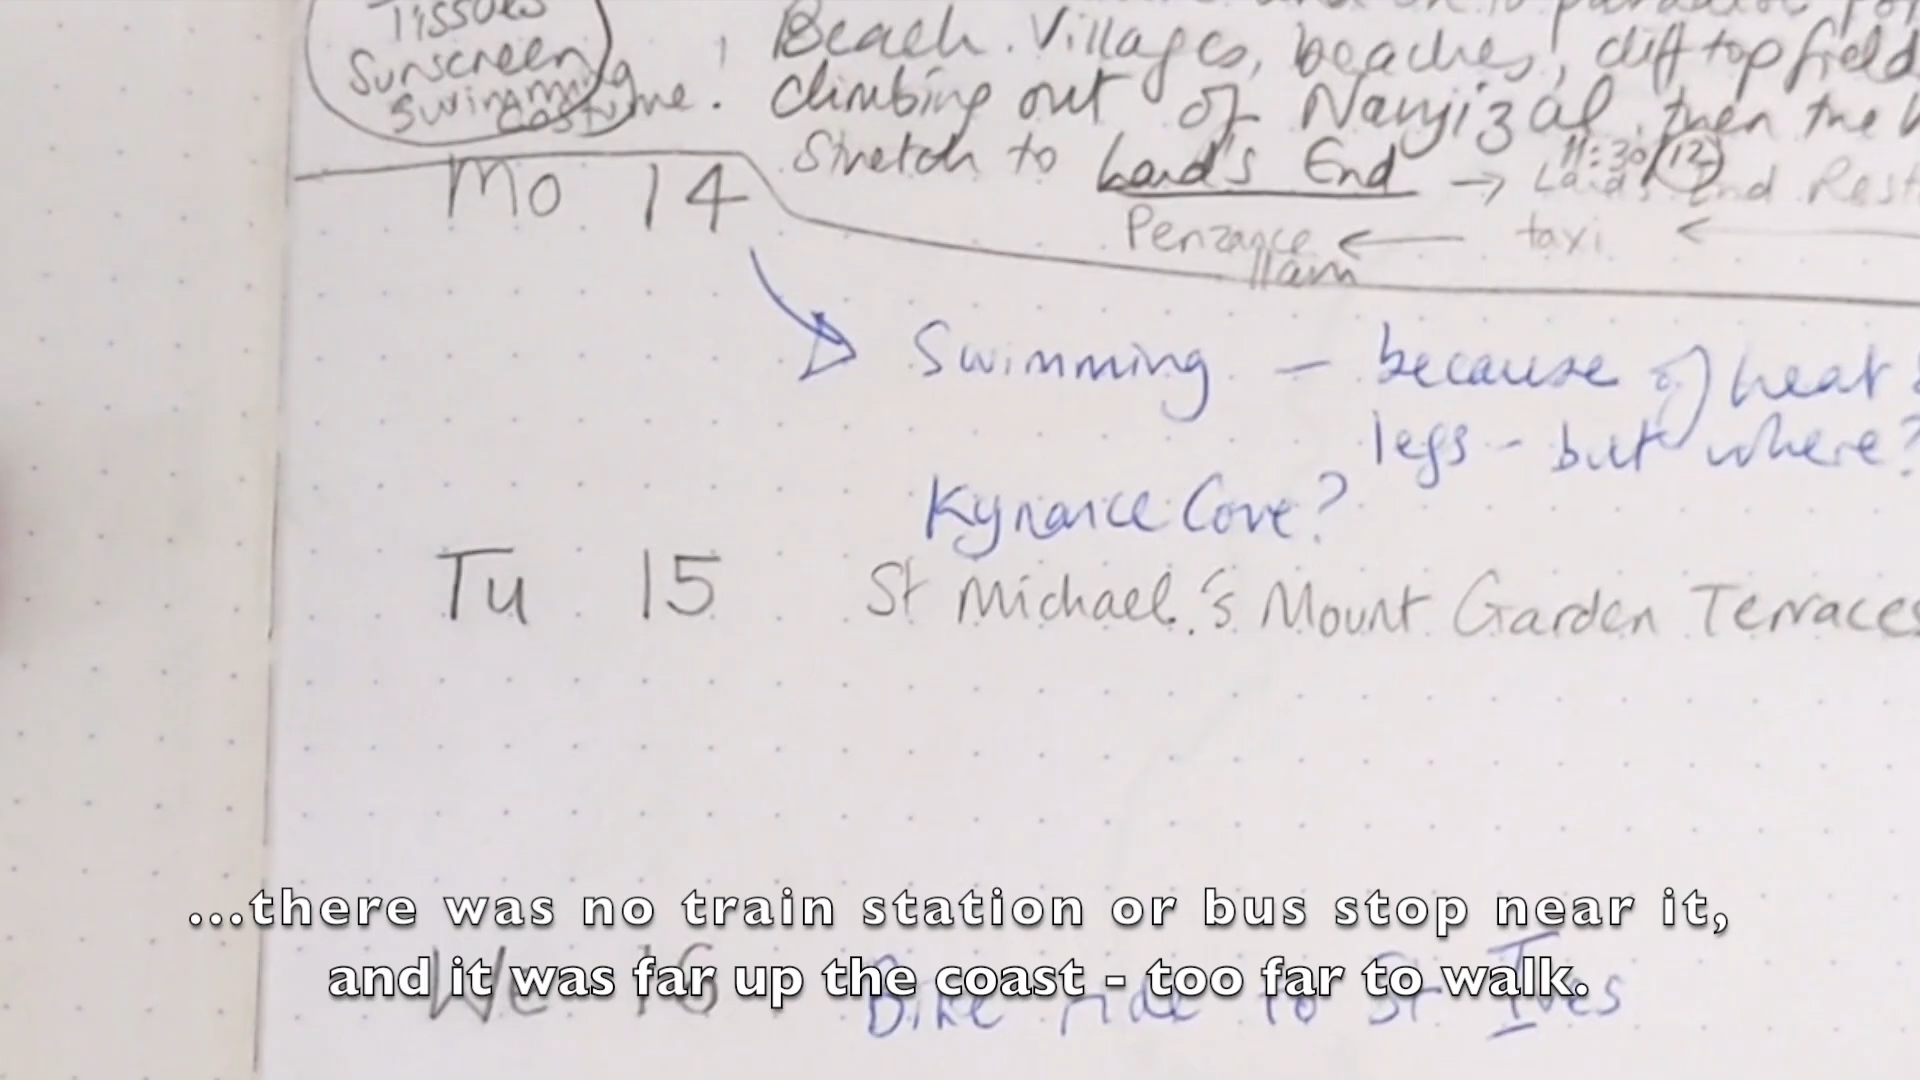 Tissues
Sunscreen
Swimming
costume.
Beach. Villages, beaches, cliff top field
climbing out of Nanjizal, then the
Stretch to Land's End → Land's End Rest
11:30/12
Penzance ← taxi ←
11am
Mo 14
Swimming – because of heat &
legs - but where?
Kynance Cove?
Tu 15 St Michael's Mount Garden Terraces
We 16 Bike ride to St Ives
...there was no train station or bus stop near it,
and it was far up the coast - too far to walk.